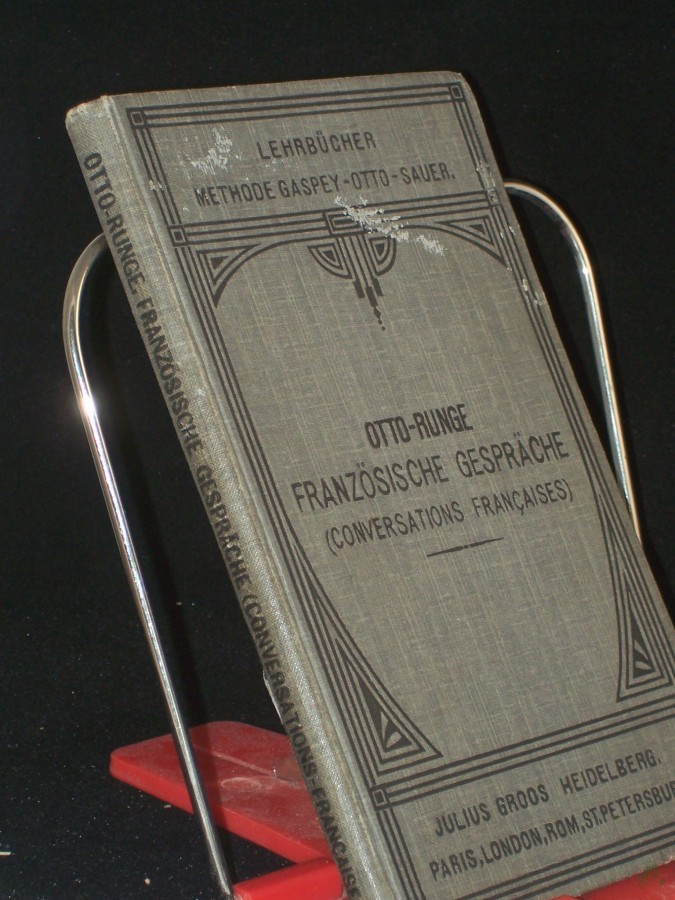 LEHRBÜCHER
METHODE GASPEY-OTTO-SAUER.
OTTO-RUNGE
FRANZÖSISCHE GESPRÄCHE
(CONVERSATIONS FRANÇAISES)
JULIUS GROOS HEIDELBERG.
PARIS, LONDON, ROM, ST. PETERSBUR
OTTO-RUNGE, FRANZÖSISCHE GESPRÄCHE (CONVERSATIONS FRANÇAISE